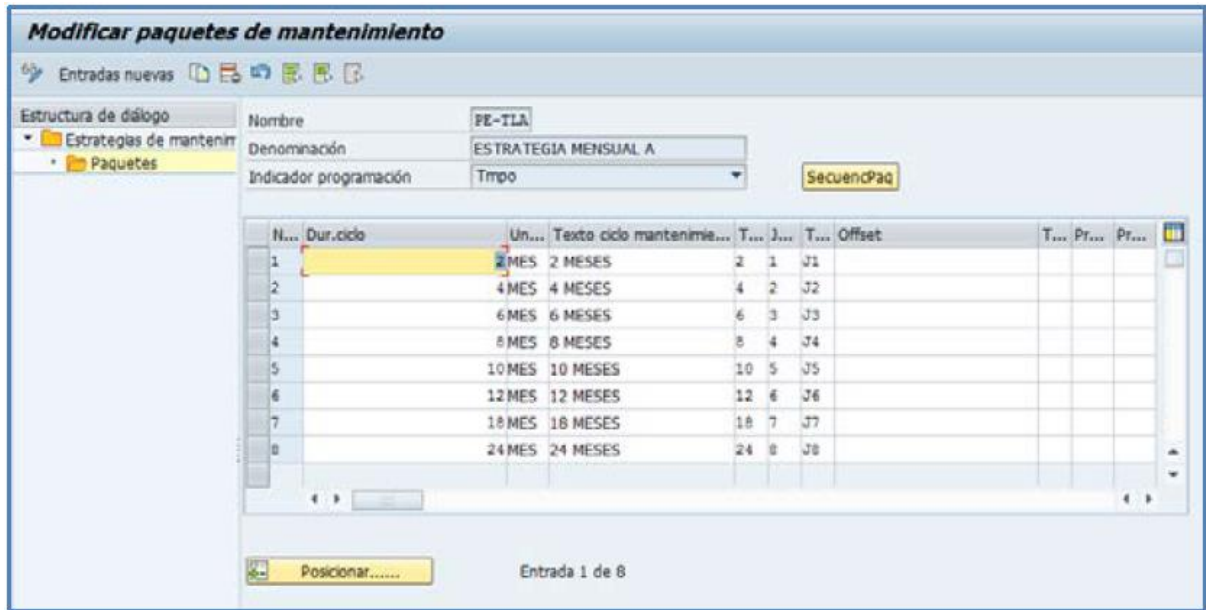 Modificar paquetes de mantenimiento
Entradas nuevas
Estructura de diálogo
Estrategias de mantenim
Paquetes
Nombre PE-TLA
Denominación ESTRATEGIA MENSUAL A
Indicador programación Tmpo SecuencPaq
N... Dur.ciclo Un... Texto ciclo mantenimie... T... J... T... Offset T... Pr... Pr...
1 2 MES 2 MESES 2 1 J1
2 4 MES 4 MESES 4 2 J2
3 6 MES 6 MESES 6 3 J3
4 8 MES 8 MESES 8 4 J4
5 10 MES 10 MESES 10 5 J5
6 12 MES 12 MESES 12 6 J6
7 18 MES 18 MESES 18 7 J7
8 24 MES 24 MESES 24 8 J8
Posicionar...... Entrada 1 de 8